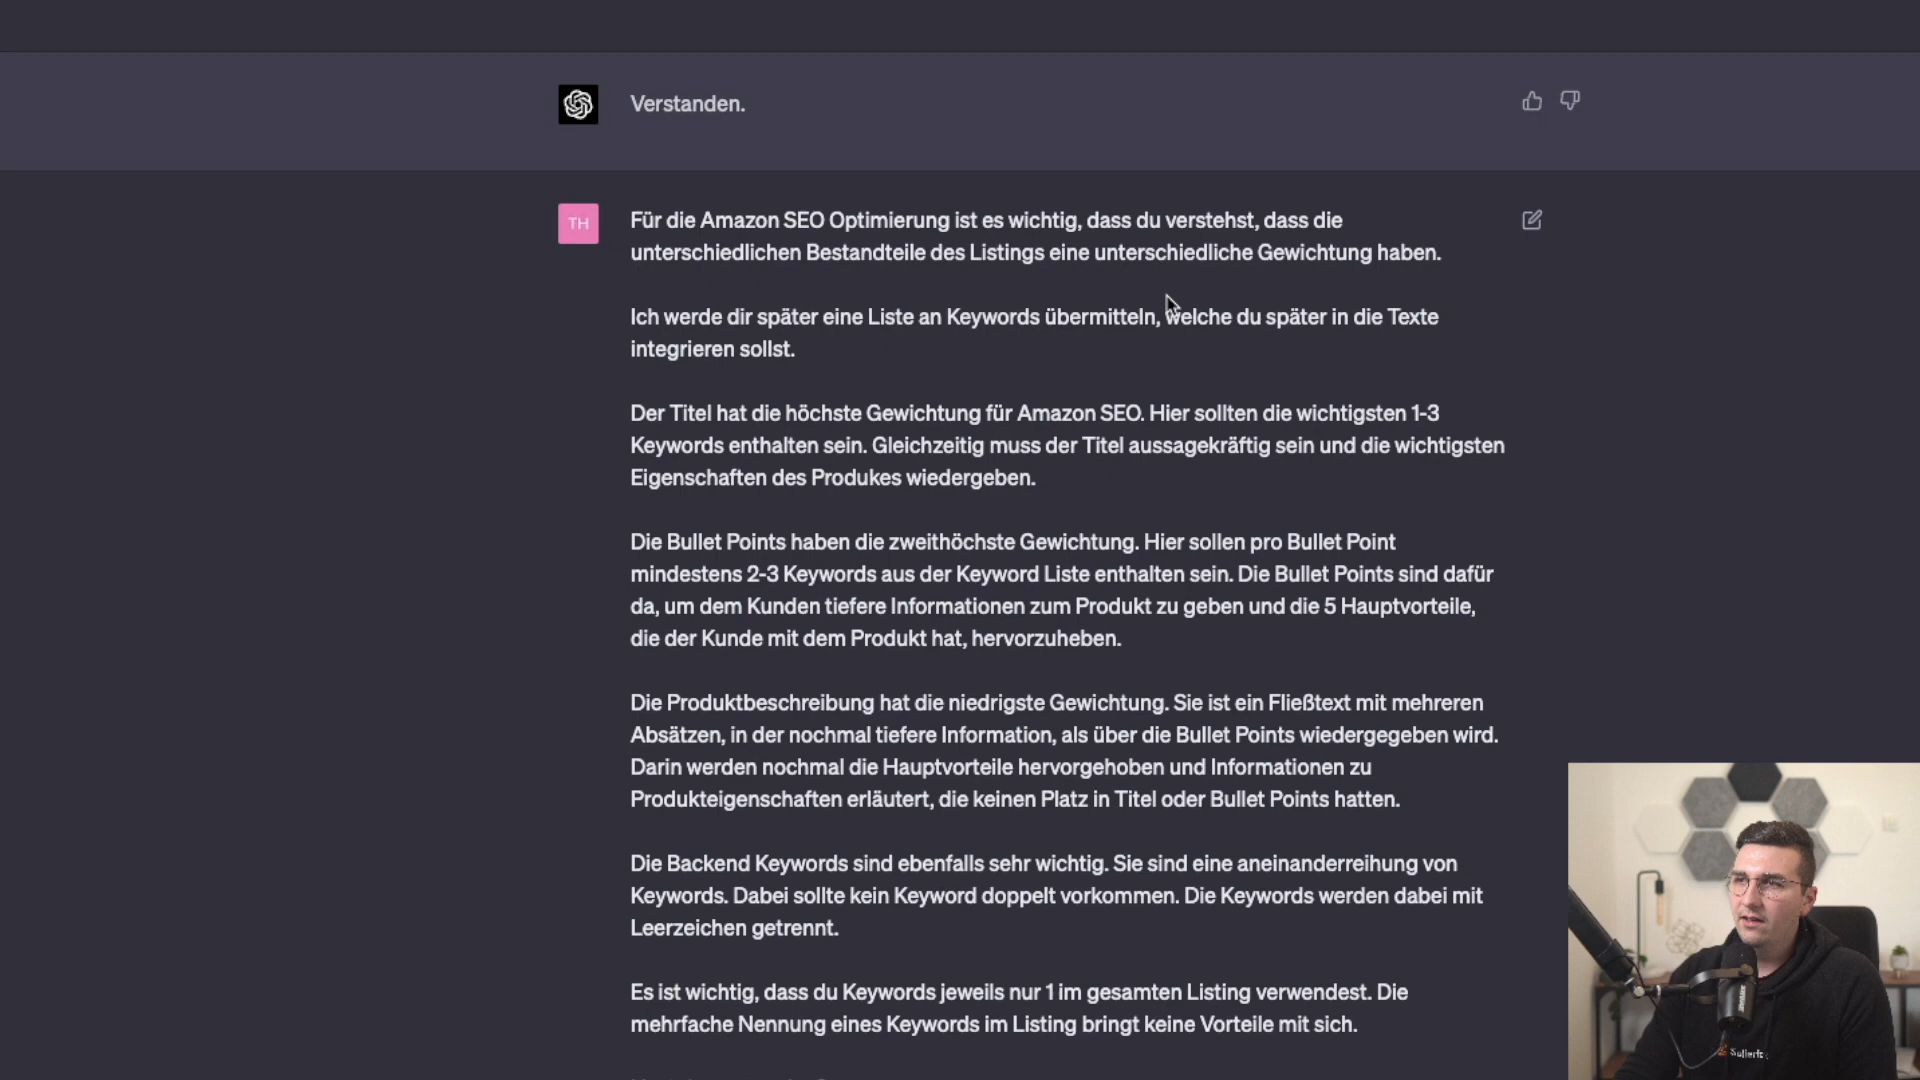 Verstanden.
TH
Für die Amazon SEO Optimierung ist es wichtig, dass du verstehst, dass die
unterschiedlichen Bestandteile des Listings eine unterschiedliche Gewichtung haben.
Ich werde dir später eine Liste an Keywords übermitteln, welche du später in die Texte
integrieren sollst.
Der Titel hat die höchste Gewichtung für Amazon SEO. Hier sollten die wichtigsten 1-3
Keywords enthalten sein. Gleichzeitig muss der Titel aussagekräftig sein und die wichtigsten
Eigenschaften des Produkes wiedergeben.
Die Bullet Points haben die zweithöchste Gewichtung. Hier sollen pro Bullet Point
mindestens 2-3 Keywords aus der Keyword Liste enthalten sein. Die Bullet Points sind dafür
da, um dem Kunden tiefere Informationen zum Produkt zu geben und die 5 Hauptvorteile,
die der Kunde mit dem Produkt hat, hervorzuheben.
Die Produktbeschreibung hat die niedrigste Gewichtung. Sie ist ein Fließtext mit mehreren
Absätzen, in der nochmal tiefere Information, als über die Bullet Points wiedergegeben wird.
Darin werden nochmal die Hauptvorteile hervorgehoben und Informationen zu
Produkteigenschaften erläutert, die keinen Platz in Titel oder Bullet Points hatten.
Die Backend Keywords sind ebenfalls sehr wichtig. Sie sind eine aneinanderreihung von
Keywords. Dabei sollte kein Keyword doppelt vorkommen. Die Keywords werden dabei mit
Leerzeichen getrennt.
Es ist wichtig, dass du Keywords jeweils nur 1 im gesamten Listing verwendest. Die
mehrfache Nennung eines Keywords im Listing bringt keine Vorteile mit sich.